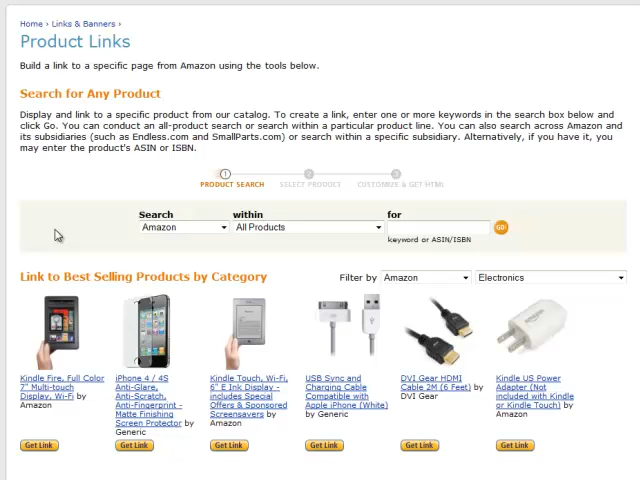 Home › Links & Banners ›
Product Links
Build a link to a specific page from Amazon using the tools below.
Search for Any Product
Display and link to a specific product from our catalog. To create a link, enter one or more keywords in the search box below and
click Go. You can conduct an all-product search or search within a particular product line. You can also search across Amazon and
its subsidiaries (such as Endless.com and SmallParts.com) or search within a specific subsidiary. Alternatively, if you have it, you
may enter the product's ASIN or ISBN.
1 2 3
PRODUCT SEARCH SELECT PRODUCT CUSTOMIZE & GET HTML
Search within for
Amazon All Products GO!
keyword or ASIN/ISBN
Link to Best Selling Products by Category Filter by Amazon Electronics
Kindle Fire, Full Color
7" Multi-touch
Display, Wi-Fi by
Amazon
Get Link
iPhone 4 / 4S
Anti-Glare,
Anti-Scratch,
Anti-Fingerprint -
Matte Finishing
Screen Protector by
Generic
Get Link
Kindle Touch, Wi-Fi,
6" E Ink Display -
includes Special
Offers & Sponsored
Screensavers by
Amazon
Get Link
USB Sync and
Charging Cable
Compatible with
Apple iPhone (White)
by Generic
Get Link
DVI Gear HDMI
Cable 2M (6 Feet) by
DVI Gear
Get Link
Kindle US Power
Adapter (Not
included with Kindle
or Kindle Touch) by
Amazon
Get Link